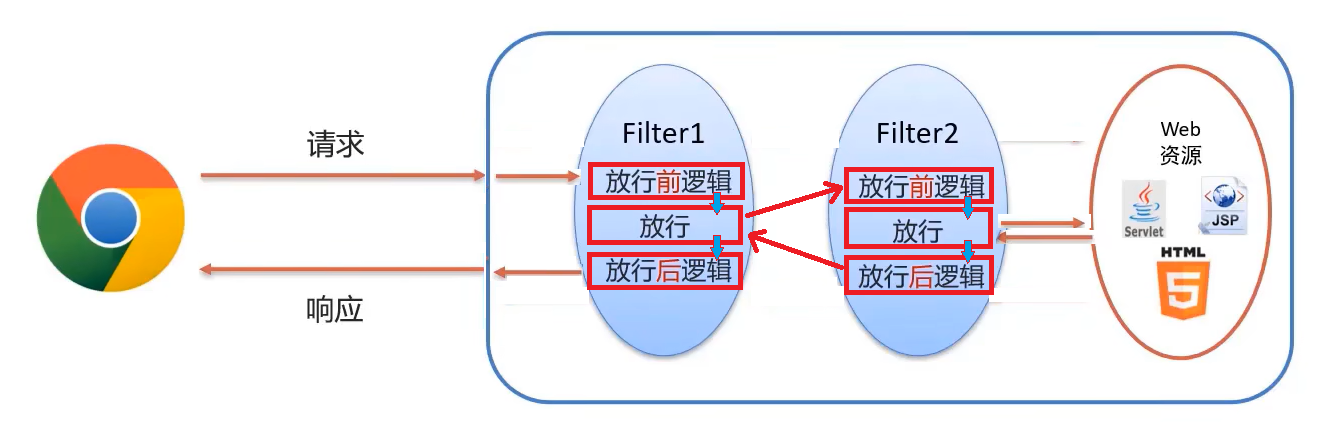 请求
响应
Filter1
放行前逻辑
放行
放行后逻辑
Filter2
放行前逻辑
放行
放行后逻辑
Web
资源
Servlet
JSP
HTML
5